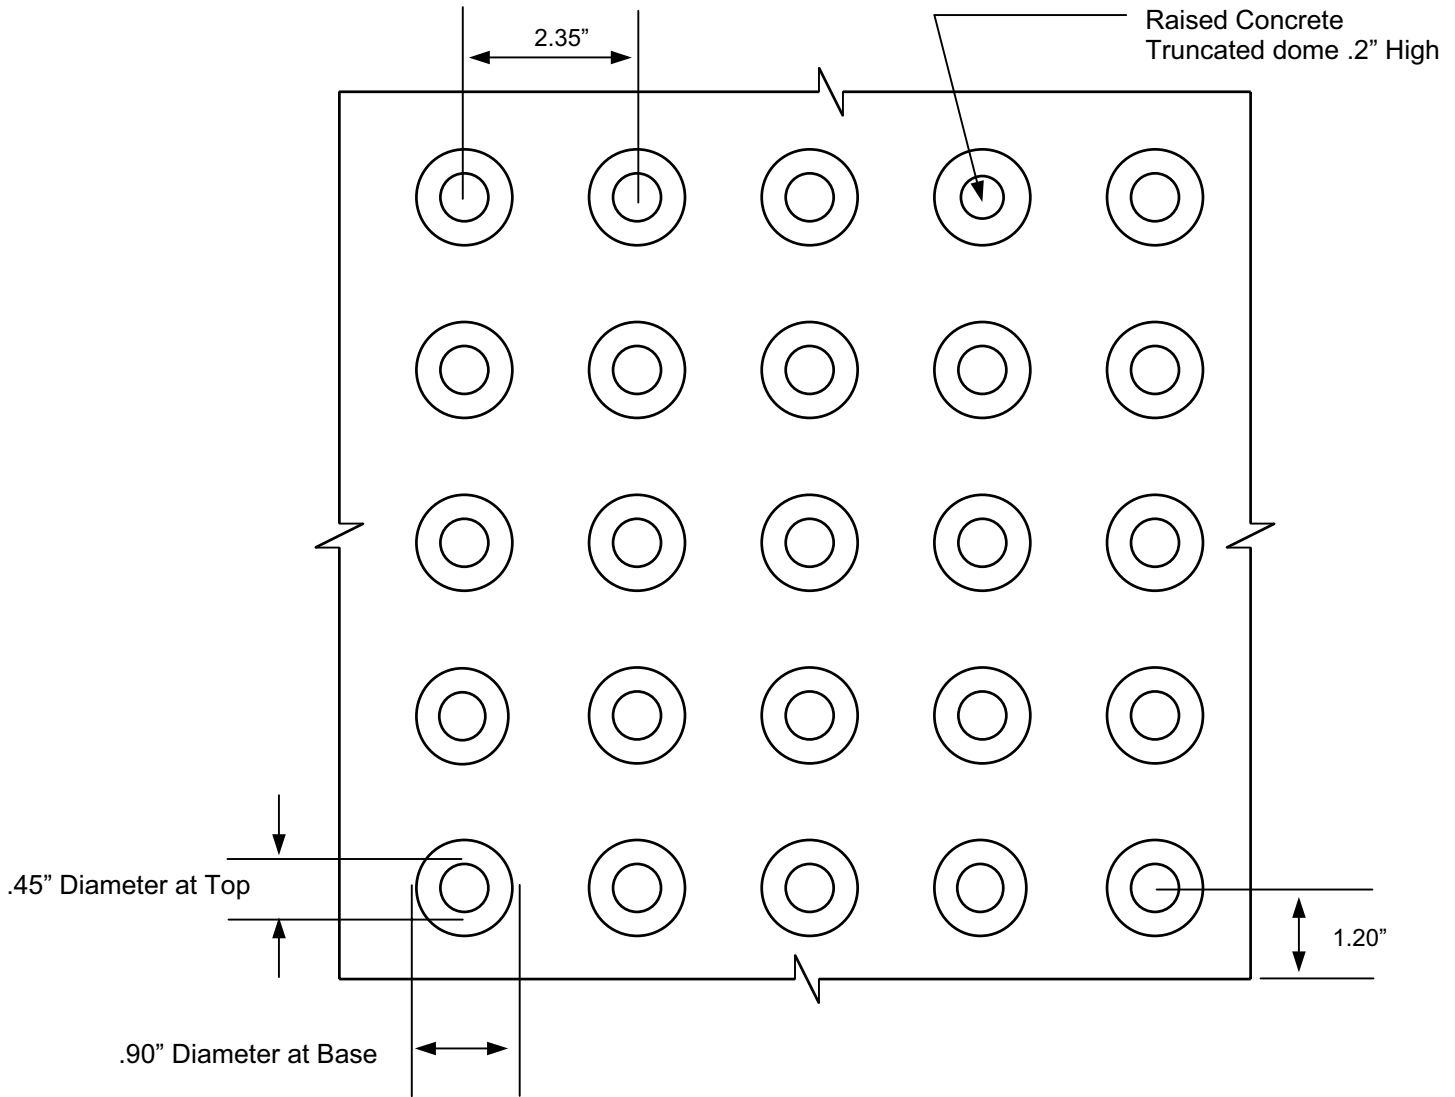 2.35”
Raised Concrete
Truncated dome .2” High
.45” Diameter at Top
1.20”
.90” Diameter at Base